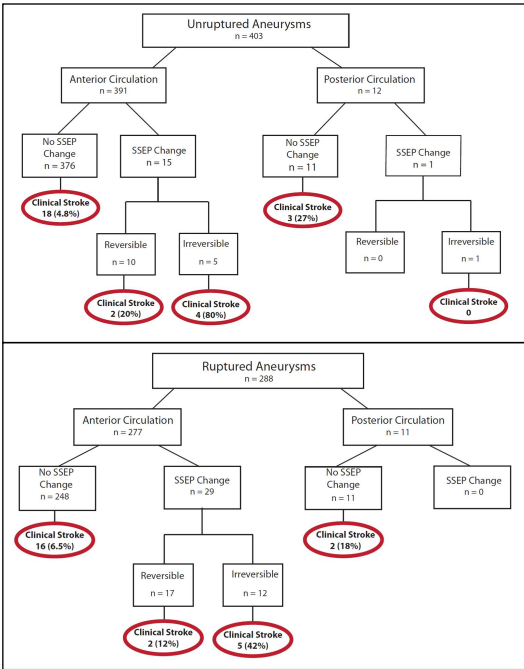 Unruptured Aneurysms
n = 403
Anterior Circulation
n = 391
Posterior Circulation
n = 12
No SSEP
Change
n = 376
SSEP Change
n = 15
No SSEP
Change
n = 11
SSEP Change
n = 1
Clinical Stroke
18 (4.8%)
Clinical Stroke
3 (27%)
Reversible
n = 10
Irreversible
n = 5
Reversible
n = 0
Irreversible
n = 1
Clinical Stroke
2 (20%)
Clinical Stroke
4 (80%)
Clinical Stroke
0
Ruptured Aneurysms
n = 288
Anterior Circulation
n = 277
Posterior Circulation
n = 11
No SSEP
Change
n = 248
SSEP Change
n = 29
No SSEP
Change
n = 11
SSEP Change
n = 0
Clinical Stroke
16 (6.5%)
Clinical Stroke
2 (18%)
Reversible
n = 17
Irreversible
n = 12
Clinical Stroke
2 (12%)
Clinical Stroke
5 (42%)